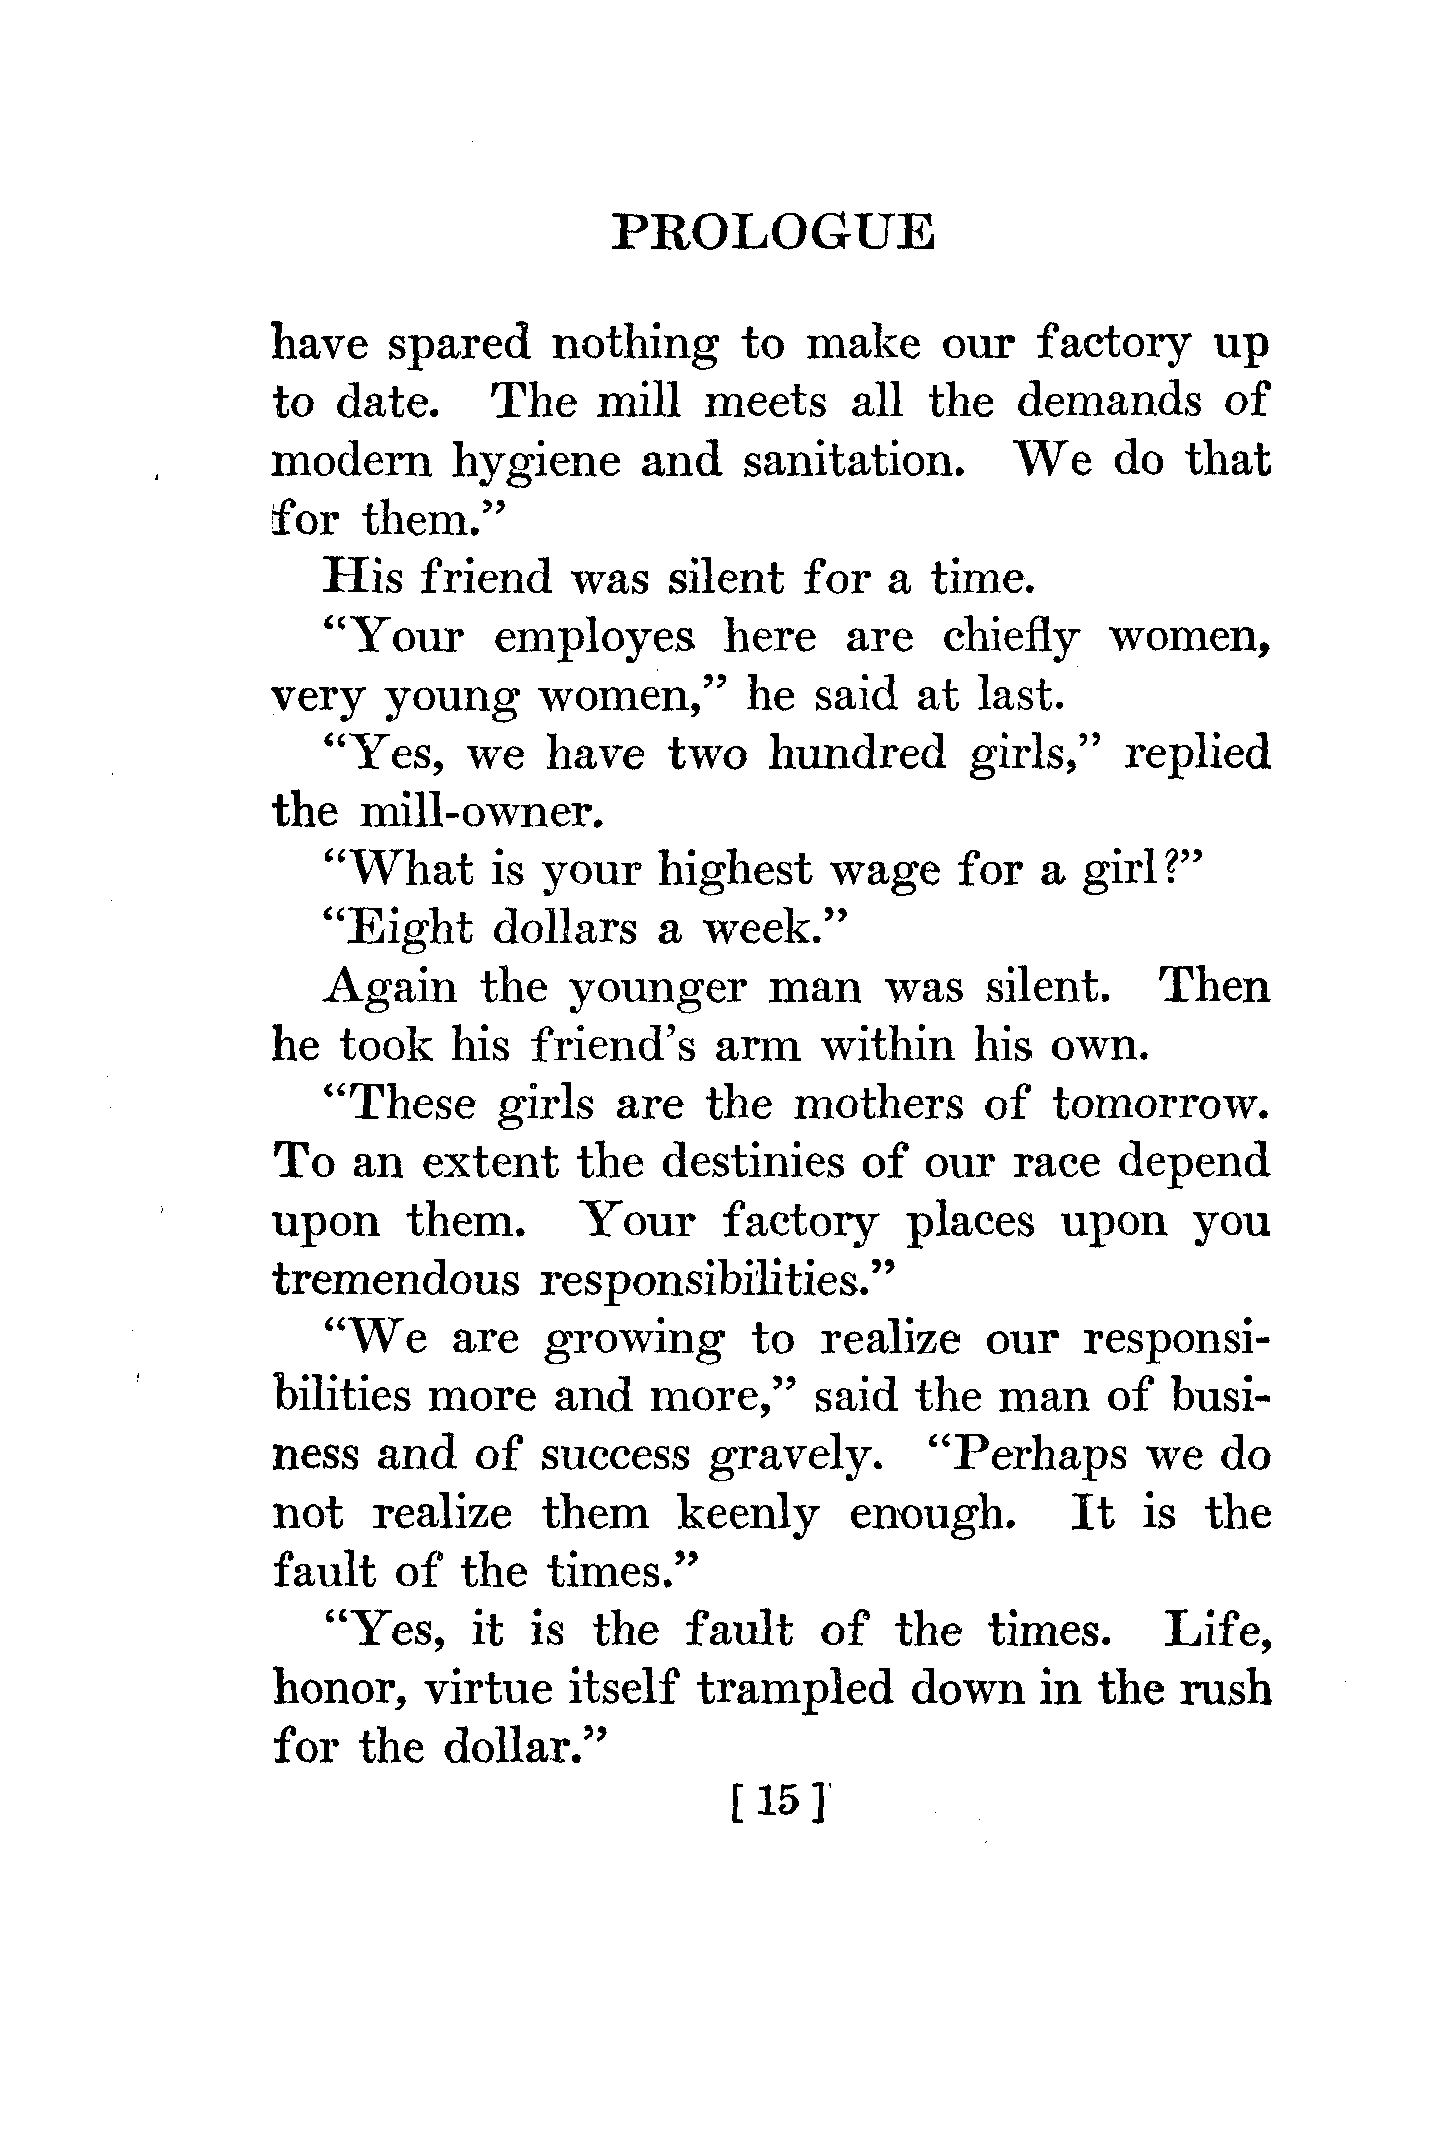 PROLOGUE
have spared nothing to make our factory up
to date. The mill meets all the demands of
modern hygiene and sanitation. We do that
for them."
His friend was silent for a time.
"Your employes here are chiefly women,
very young women," he said at last.
"Yes, we have two hundred girls," replied
the mill-owner.
"What is your highest wage for a girl?"
"Eight dollars a week."
Again the younger man was silent. Then
he took his friend's arm within his own.
"These girls are the mothers of tomorrow.
To an extent the destinies of our race depend
upon them. Your factory places upon you
tremendous responsibilities."
"We are growing to realize our responsi-
bilities more and more," said the man of busi-
ness and of success gravely. "Perhaps we do
not realize them keenly enough. It is the
fault of the times."
"Yes, it is the fault of the times. Life,
honor, virtue itself trampled down in the rush
for the dollar."
[ 15 ]